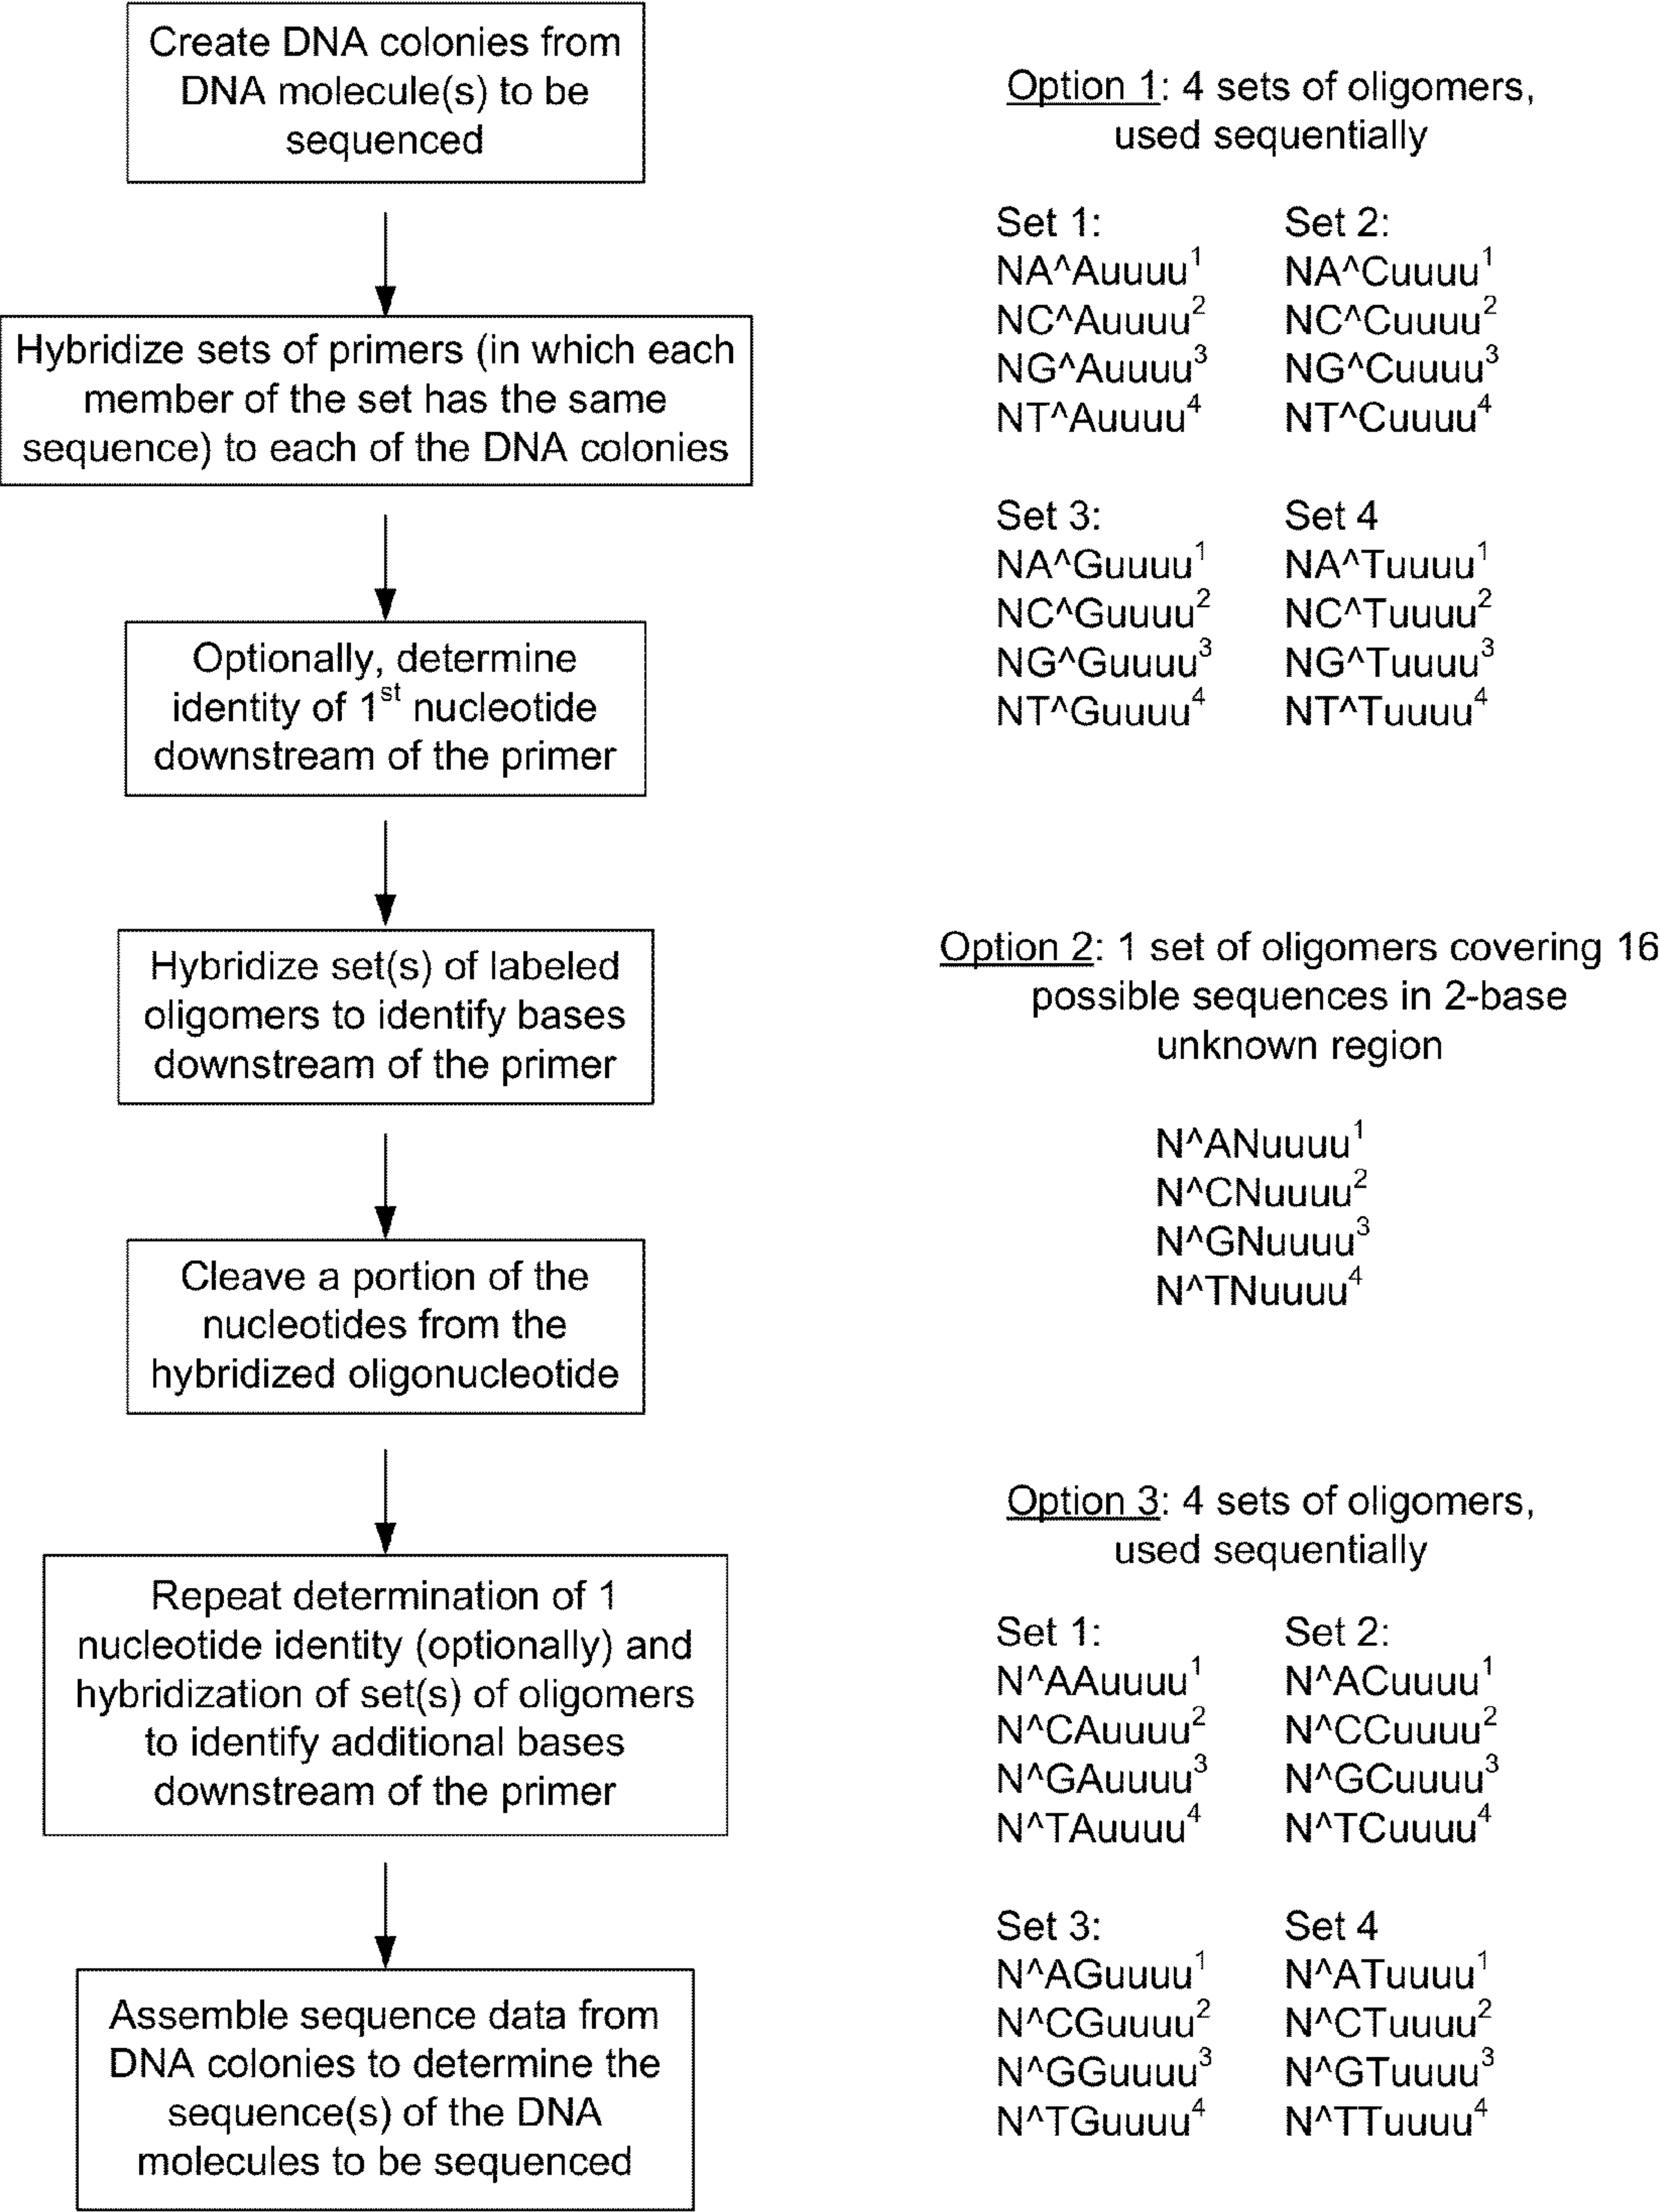 Create DNA colonies from
DNA molecule(s) to be
sequenced
Hybridize sets of primers (in which each
member of the set has the same
sequence) to each of the DNA colonies
Optionally, determine
identity of 1st nucleotide
downstream of the primer
Hybridize set(s) of labeled
oligomers to identify bases
downstream of the primer
Cleave a portion of the
nucleotides from the
hybridized oligonucleotide
Repeat determination of 1
nucleotide identity (optionally) and
hybridization of set(s) of oligomers
to identify additional bases
downstream of the primer
Assemble sequence data from
DNA colonies to determine the
sequence(s) of the DNA
molecules to be sequenced
Option 1: 4 sets of oligomers,
used sequentially
Set 1:
NA^Auuuu1
NC^Auuuu2
NG^Auuuu3
NT^Auuuu4
Set 2:
NA^Cuuuu1
NC^Cuuuu2
NG^Cuuuu3
NT^Cuuuu4
Set 3:
NA^Guuuu1
NC^Guuuu2
NG^Guuuu3
NT^Guuuu4
Set 4
NA^Tuuuu1
NC^Tuuuu2
NG^Tuuuu3
NT^Tuuuu4
Option 2: 1 set of oligomers covering 16
possible sequences in 2-base
unknown region
N^ANuuuu1
N^CNuuuu2
N^GNuuuu3
N^TNuuuu4
Option 3: 4 sets of oligomers,
used sequentially
Set 1:
N^AAuuuu1
N^CAuuuu2
N^GAuuuu3
N^TAuuuu4
Set 2:
N^ACuuuu1
N^CCuuuu2
N^GCuuuu3
N^TCuuuu4
Set 3:
N^AGuuuu1
N^CGuuuu2
N^GGuuuu3
N^TGuuuu4
Set 4
N^ATuuuu1
N^CTuuuu2
N^GTuuuu3
N^TTuuuu4